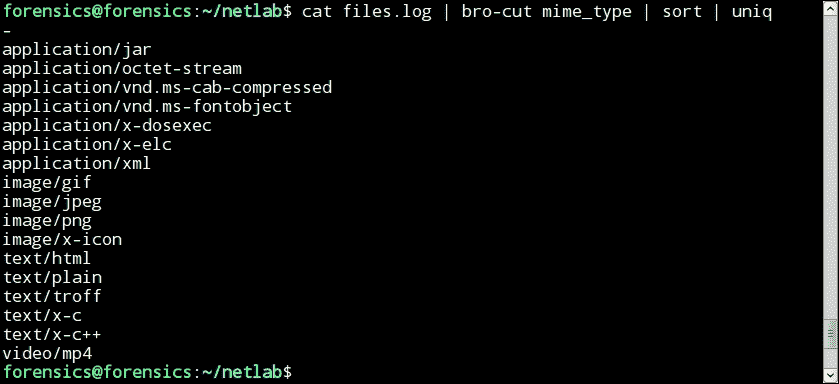 forensics@forensics:~/netlab$ cat files.log | bro-cut mime_type | sort | uniq
-
application/jar
application/octet-stream
application/vnd.ms-cab-compressed
application/vnd.ms-fontobject
application/x-dosexec
application/x-elc
application/xml
image/gif
image/jpeg
image/png
image/x-icon
text/html
text/plain
text/troff
text/x-c
text/x-c++
video/mp4
forensics@forensics:~/netlab$